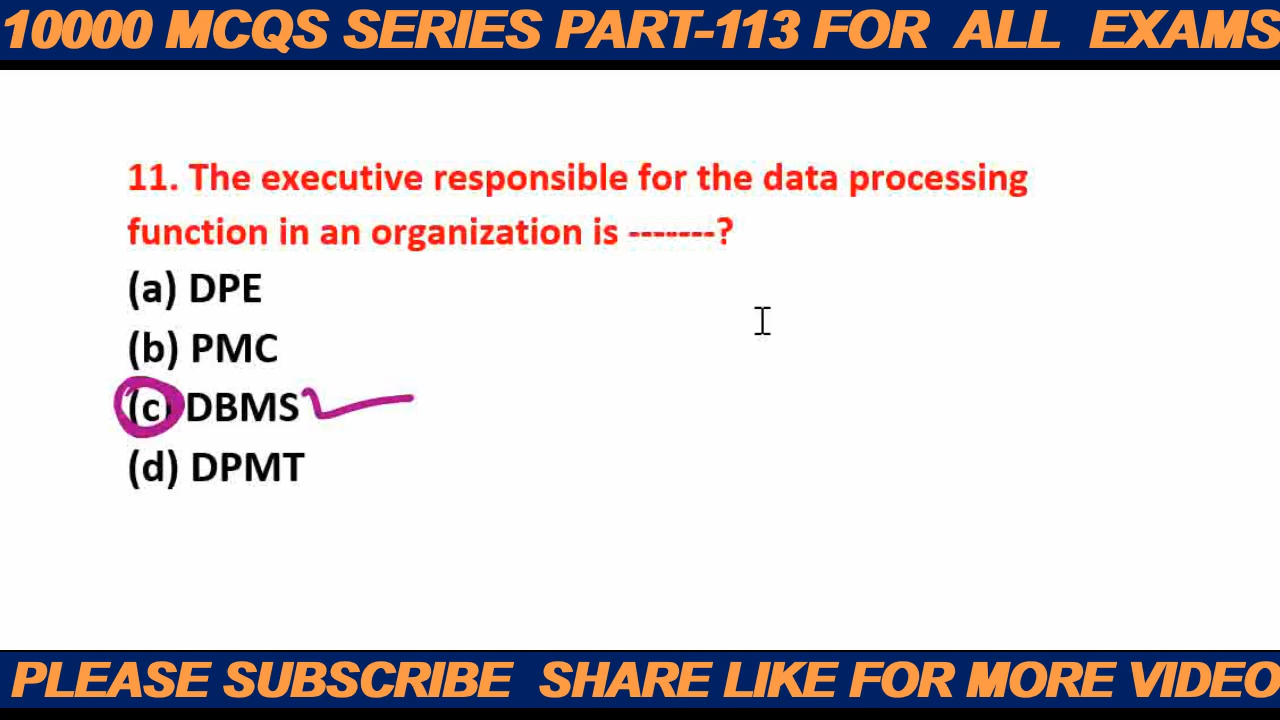 10000 MCQS SERIES PART-113 FOR ALL EXAMS
11. The executive responsible for the data processing
function in an organization is -------?
(a) DPE
(b) PMC
(c) DBMS
(d) DPMT
PLEASE SUBSCRIBE SHARE LIKE FOR MORE VIDEO